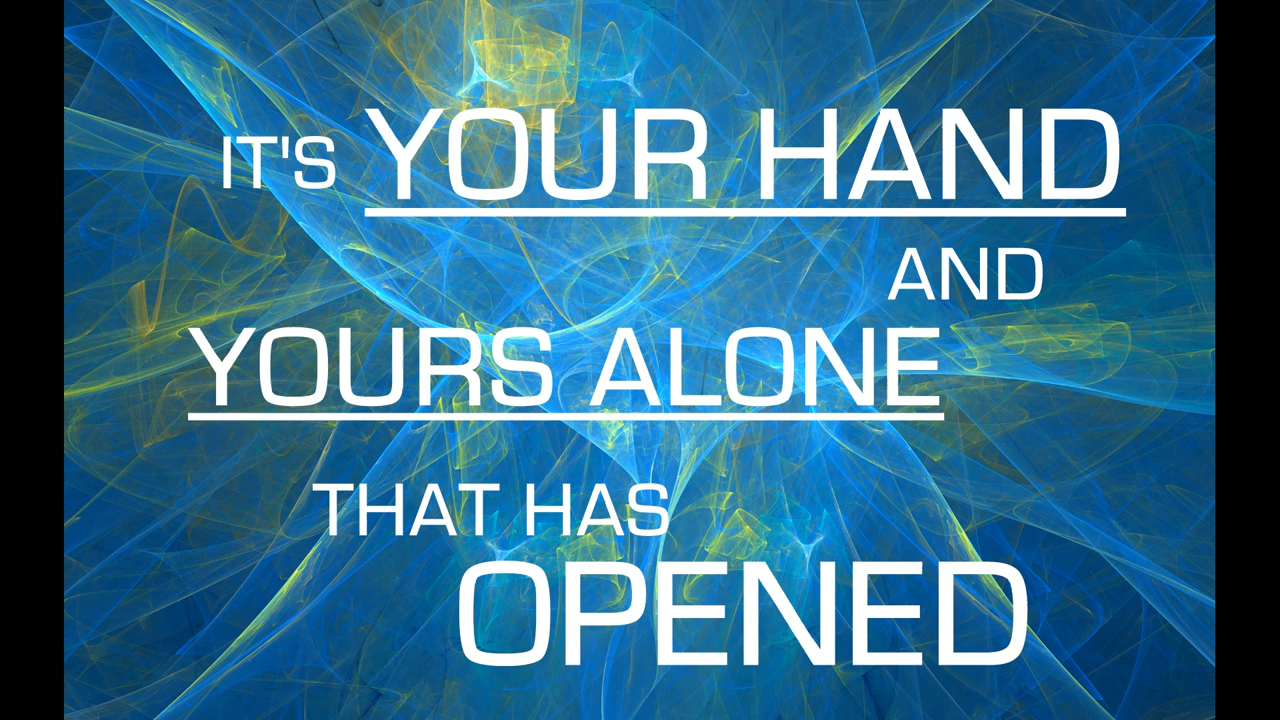 IT'S YOUR HAND
AND
YOURS ALONE
THAT HAS
OPENED